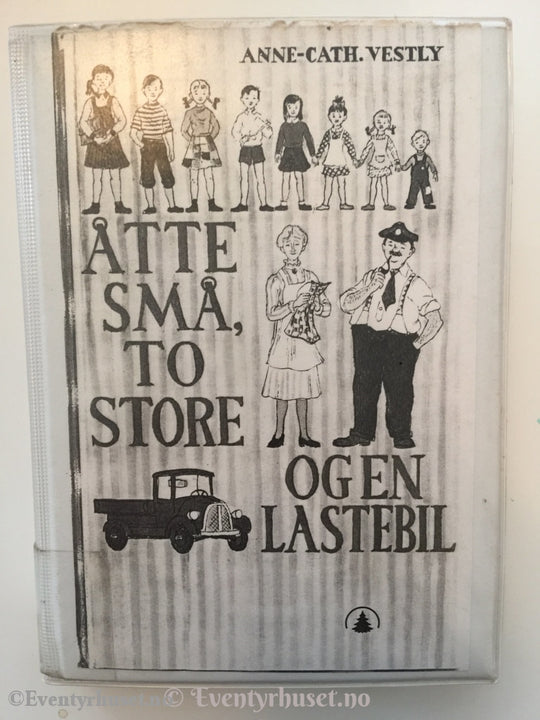 ANNE-CATH. VESTLY
ÅTTE
SMÅ,
TO
STORE
OG EN
LASTEBIL
©Eventyrhuset.no © Eventyrhuset.no